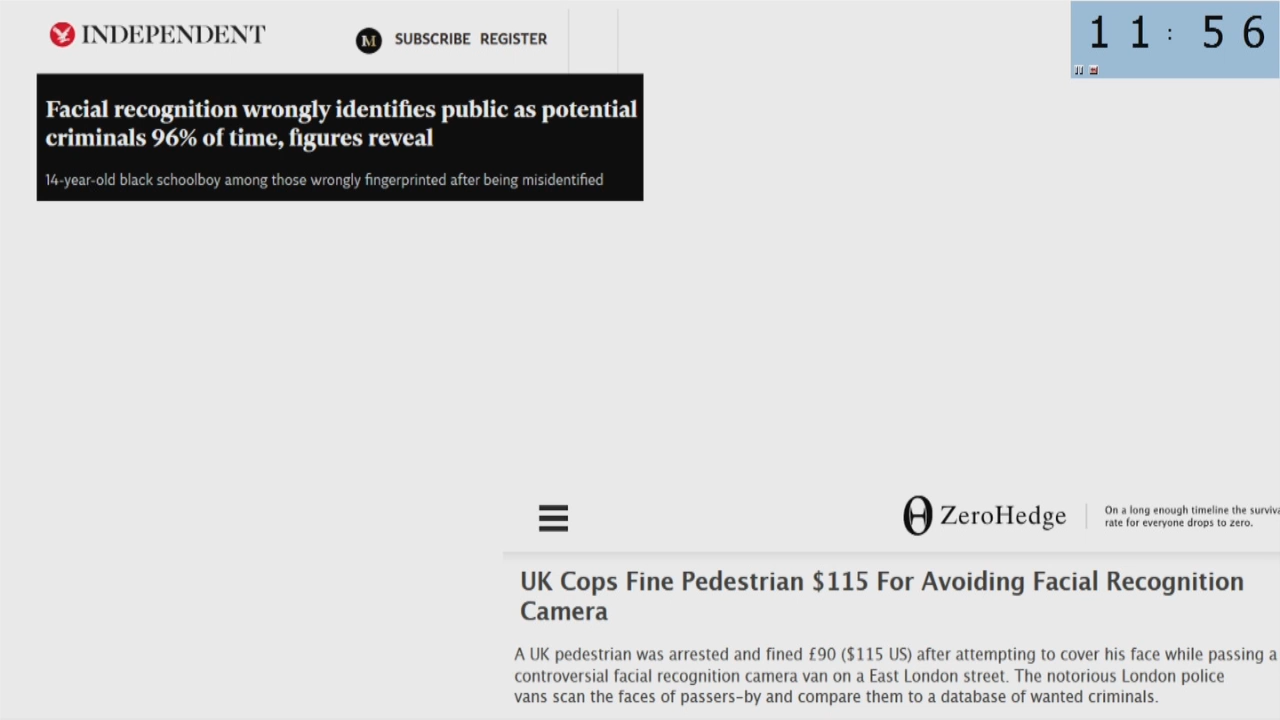 INDEPENDENT
M SUBSCRIBE REGISTER
11:56
Facial recognition wrongly identifies public as potential
criminals 96% of time, figures reveal
14-year-old black schoolboy among those wrongly fingerprinted after being misidentified
ZeroHedge
On a long enough timeline the surviva
rate for everyone drops to zero.
UK Cops Fine Pedestrian $115 For Avoiding Facial Recognition
Camera
A UK pedestrian was arrested and fined £90 ($115 US) after attempting to cover his face while passing a
controversial facial recognition camera van on a East London street. The notorious London police
vans scan the faces of passers-by and compare them to a database of wanted criminals.